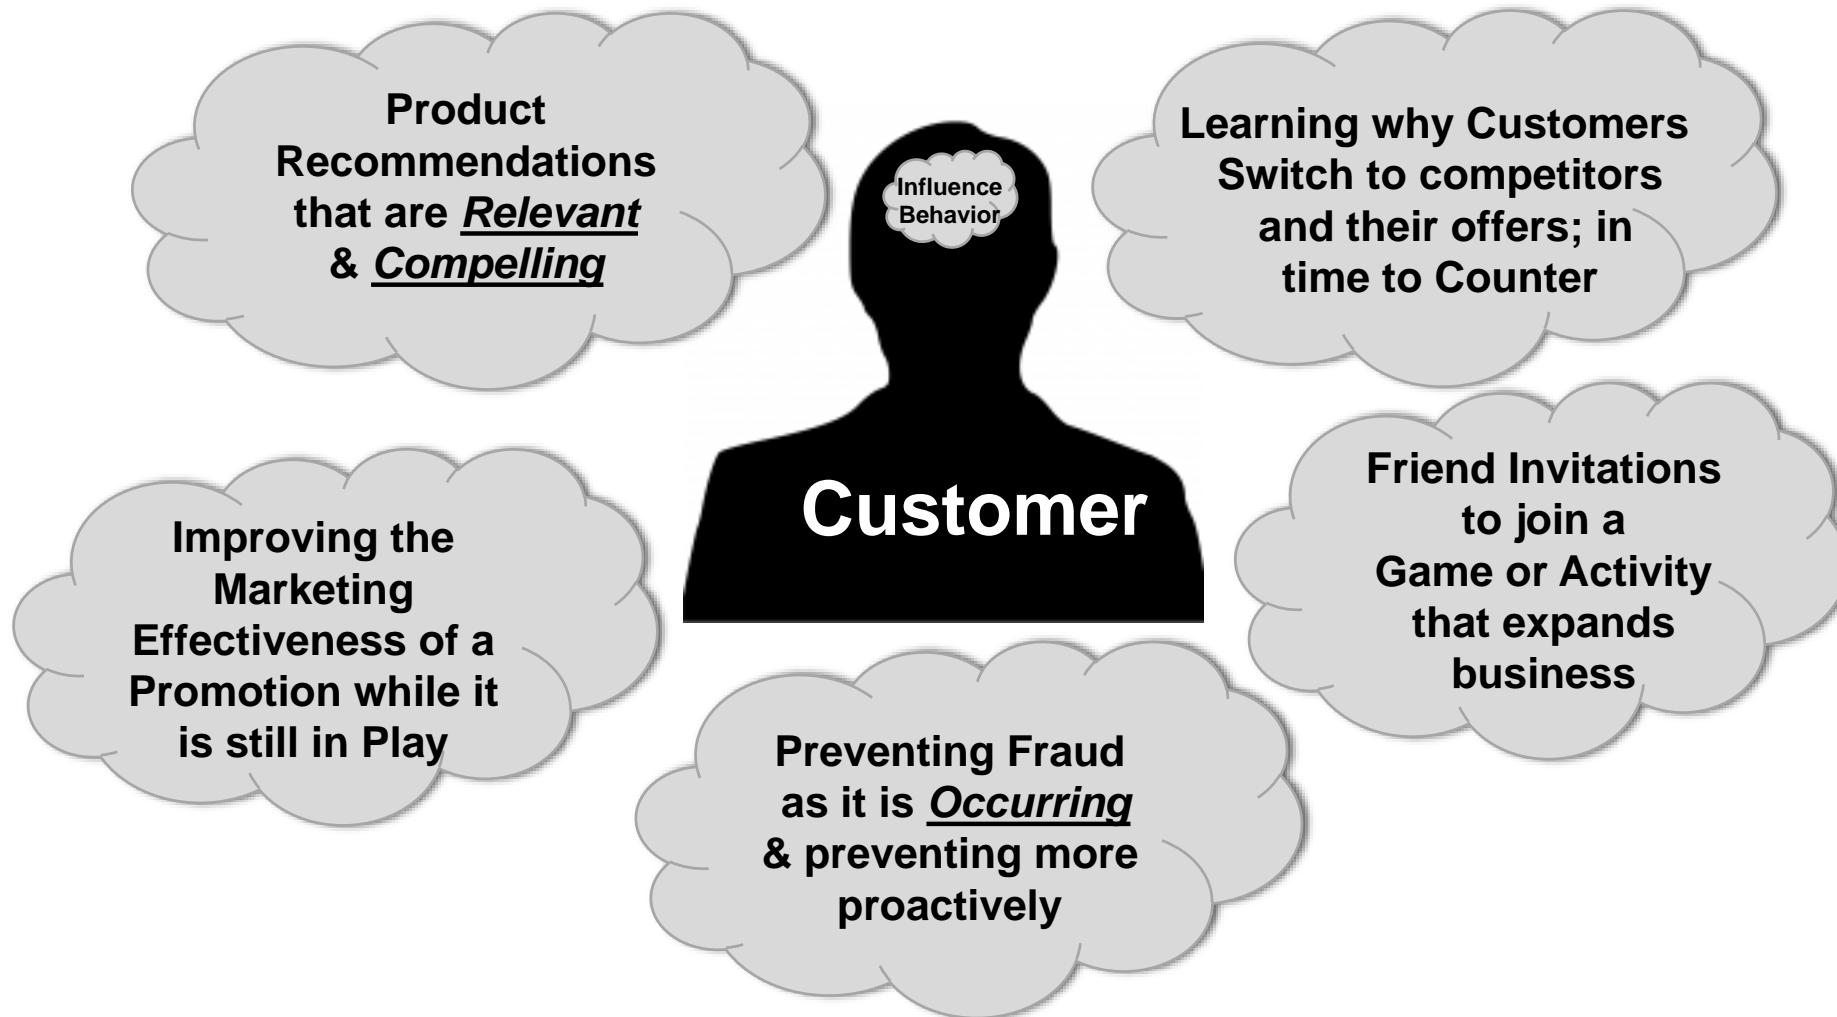 Product
Recommendations
that are Relevant
& Compelling
Influence
Behavior
Learning why Customers
Switch to competitors
and their offers; in
time to Counter
Customer
Improving the
Marketing
Effectiveness of a
Promotion while it
is still in Play
Friend Invitations
to join a
Game or Activity
that expands
business
Preventing Fraud
as it is Occurring
& preventing more
proactively